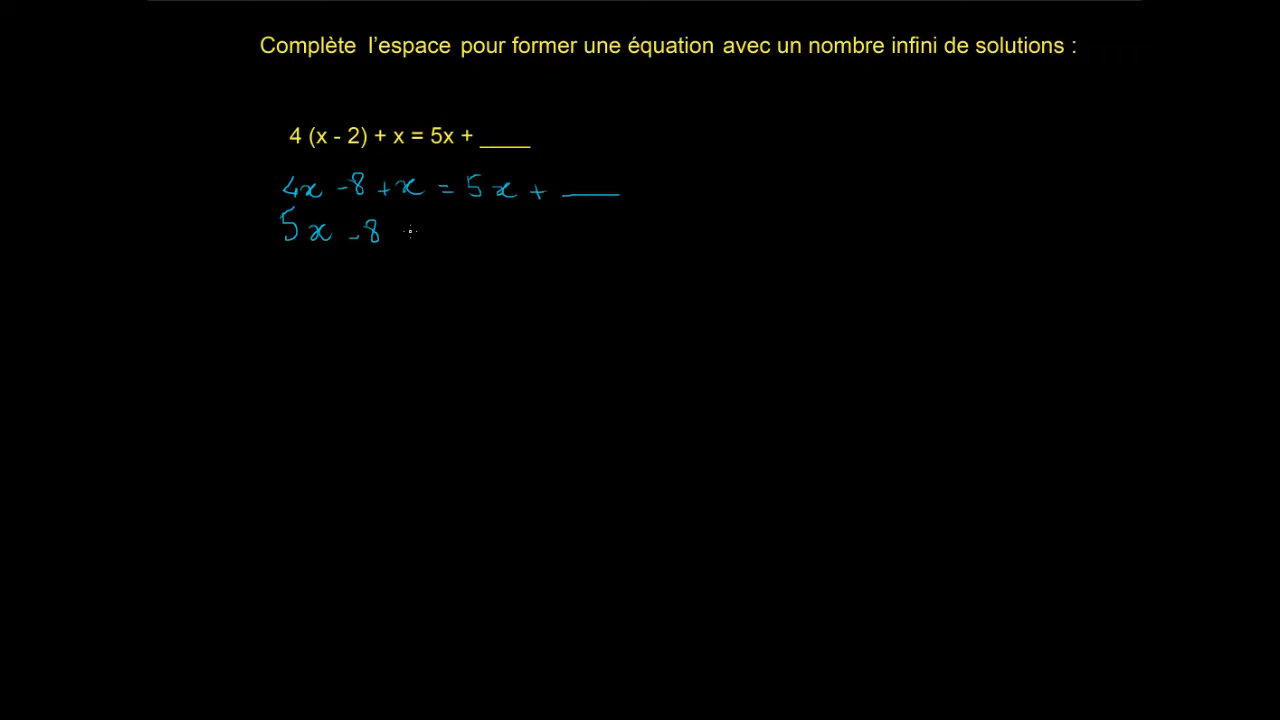 Complète l'espace pour former une équation avec un nombre infini de solutions :
4 (x - 2) + x = 5x + ____
4x - 8 + x = 5x + ___
5x - 8